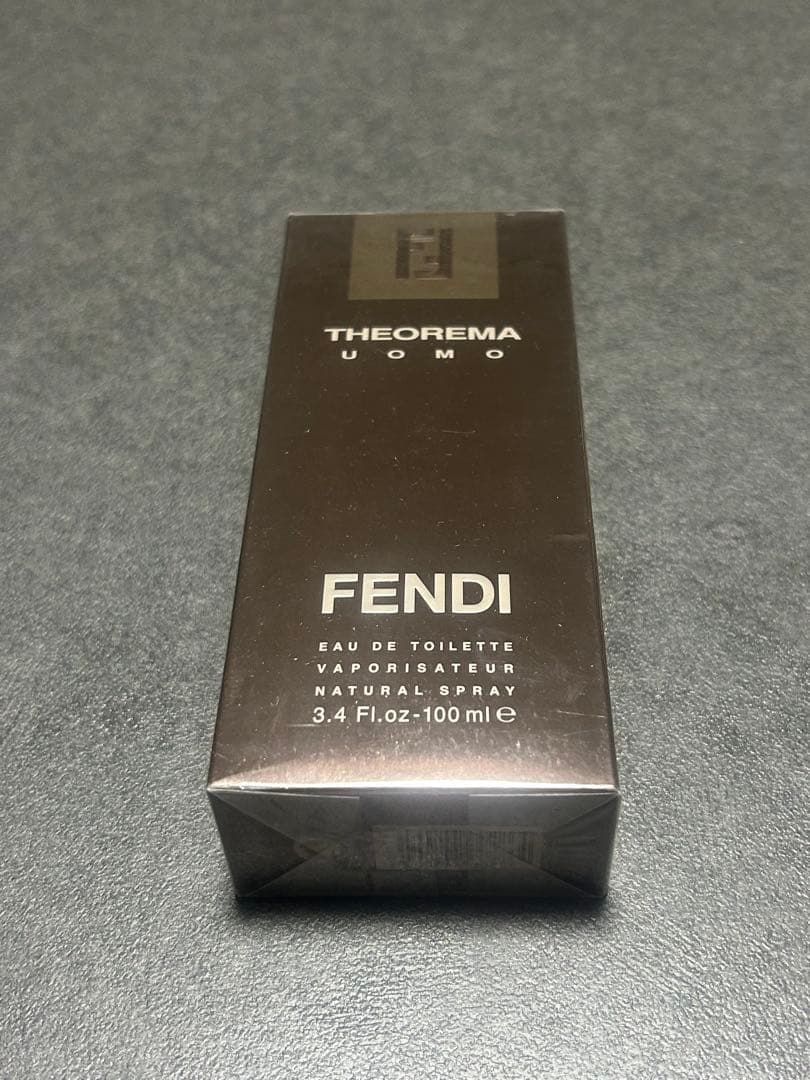 THEOREMA
UOMO
FENDI
EAU DE TOILETTE
VAPORISATEUR
NATURAL SPRAY
3.4 Fl.oz-100 ml ℮